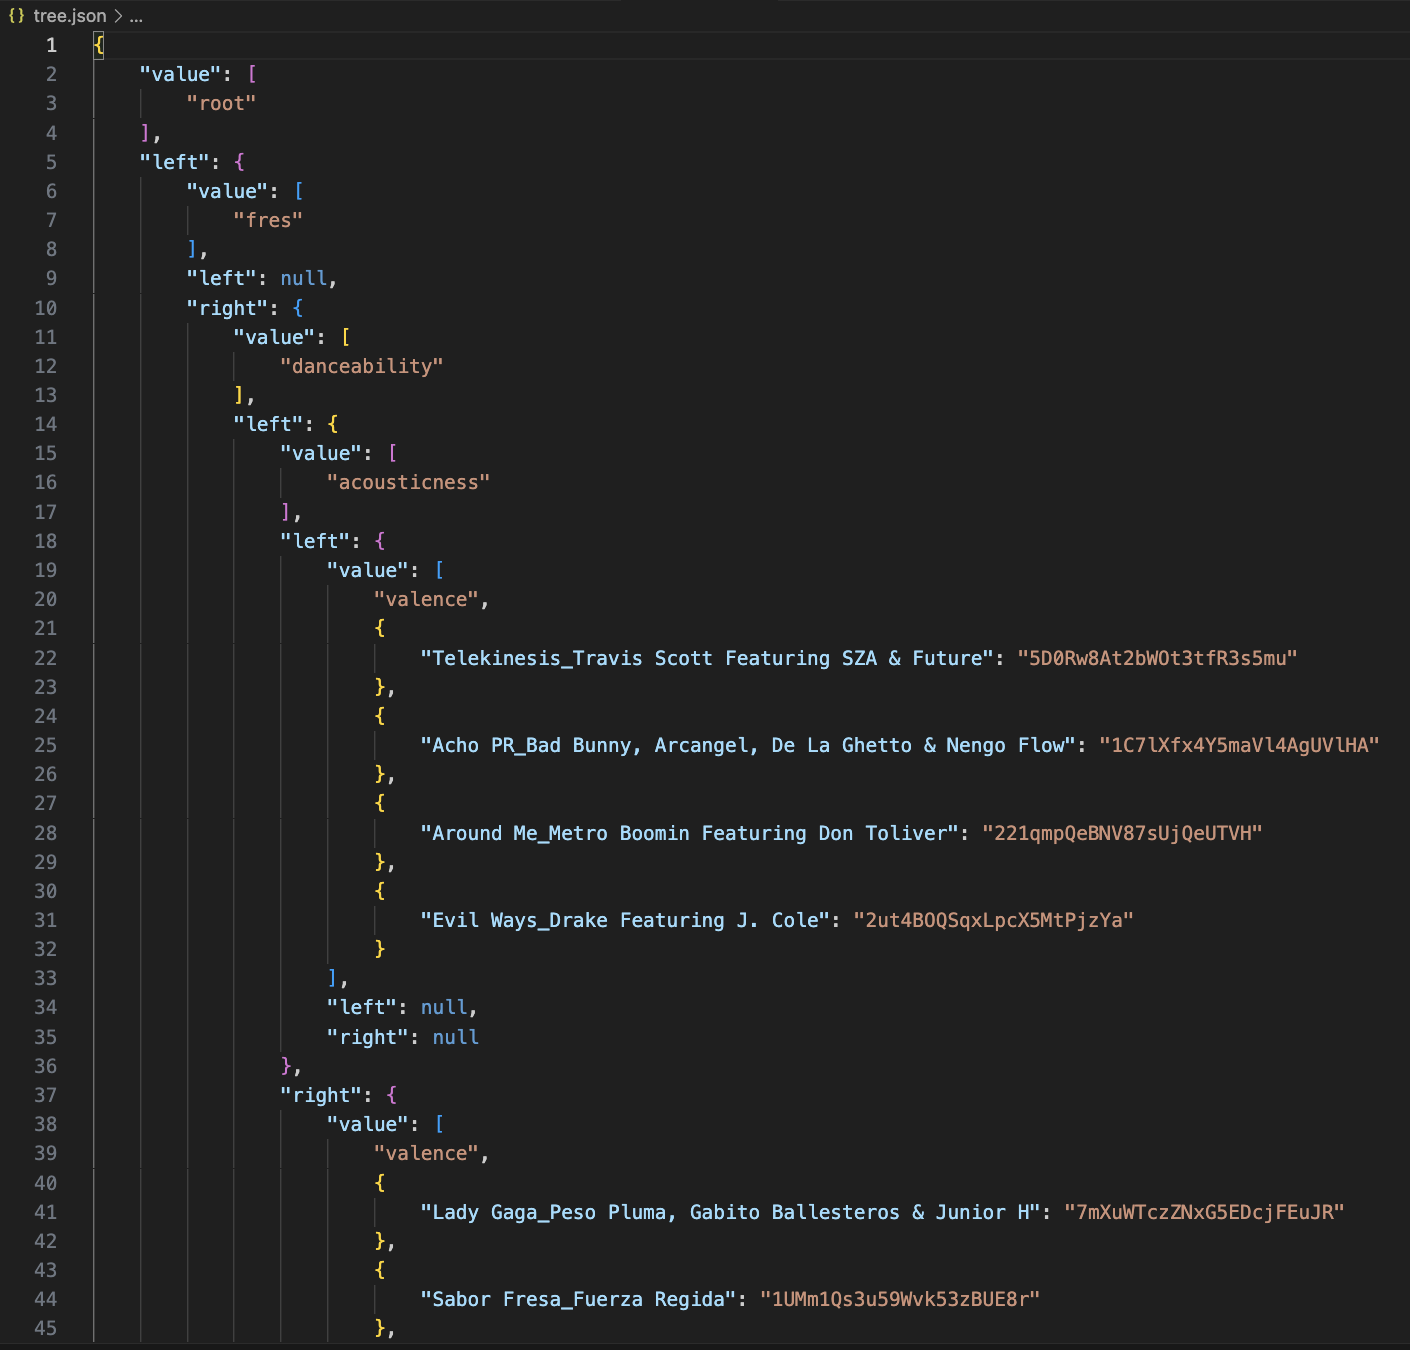 {} tree.json > ...
1 {
2     "value": [
3         "root"
4     ],
5     "left": {
6         "value": [
7             "fres"
8         ],
9         "left": null,
10         "right": {
11             "value": [
12                 "danceability"
13             ],
14             "left": {
15                 "value": [
16                     "acousticness"
17                 ],
18                 "left": {
19                     "value": [
20                         "valence",
21                         {
22                             "Telekinesis_Travis Scott Featuring SZA & Future": "5D0Rw8At2bWOt3tfR3s5mu"
23                         },
24                         {
25                             "Acho PR_Bad Bunny, Arcangel, De La Ghetto & Nengo Flow": "1C7lXfx4Y5maVl4AgUVlHA"
26                         },
27                         {
28                             "Around Me_Metro Boomin Featuring Don Toliver": "221qmpQeBNV87sUjQeUTVH"
29                         },
30                         {
31                             "Evil Ways_Drake Featuring J. Cole": "2ut4BOQSqxLpcX5MtPjzYa"
32                         }
33                     ],
34                     "left": null,
35                     "right": null
36                 },
37                 "right": {
38                     "value": [
39                         "valence",
40                         {
41                             "Lady Gaga_Peso Pluma, Gabito Ballesteros & Junior H": "7mXuWTczZNxG5EDcjFEuJR"
42                         },
43                         {
44                             "Sabor Fresa_Fuerza Regida": "1UMm1Qs3u59Wvk53zBUE8r"
45                         },